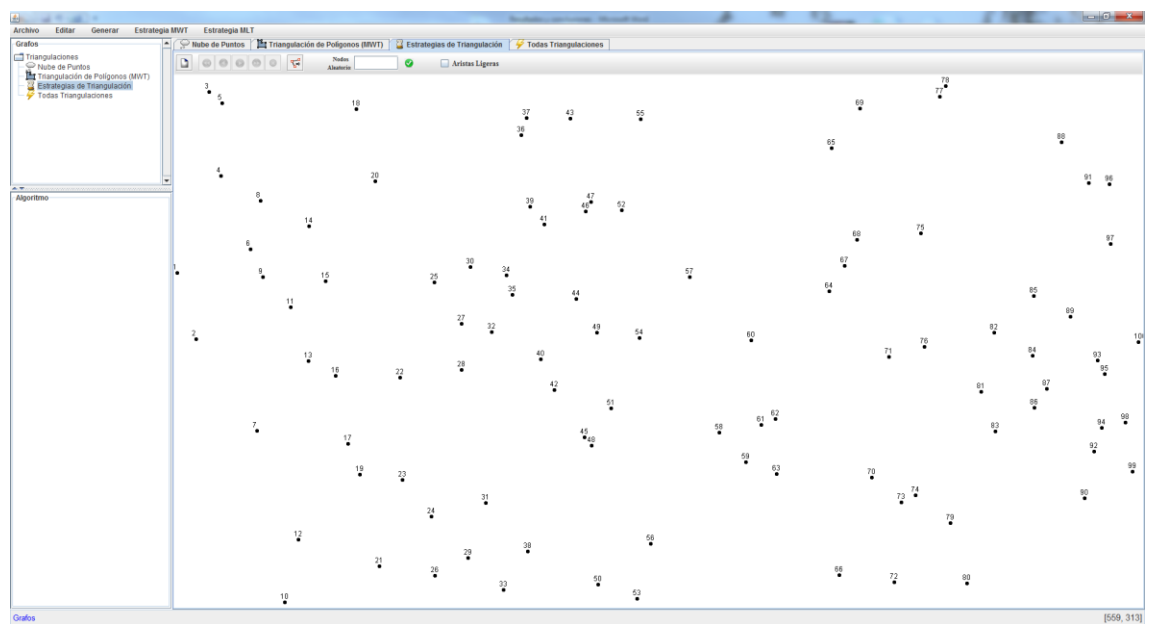 Archivo Editar Generar Estrategia MWT Estrategia MLT
Grafos
Triangulaciones
Nube de Puntos
Triangulación de Polígonos (MWT)
Estrategias de Triangulación
Todas Triangulaciones
Algoritmo
Nube de Puntos Triangulación de Polígonos (MWT) Estrategias de Triangulación Todas Triangulaciones
Nodos
Aleatorio
Aristas Ligeras
78
3 77
5 18 69
37 43 55
36 88
65
4 20 91 96
8 47
39 46 52
14 41 75
6 68 97
1 9 15 30 34 67
25 57
35 44 64 85
11 89
27 32 49 54 60 82
2 76 100
13 40 71 84 93
16 22 28 95
42 81 87
51 86
62
7 61 94 98
17 45 58 83
48 92
19 59 63
23 70 99
31 74 90
24 73
79
12 56
38
21 29
26 66 72 80
33 50
10 53
Grafos [559, 313]